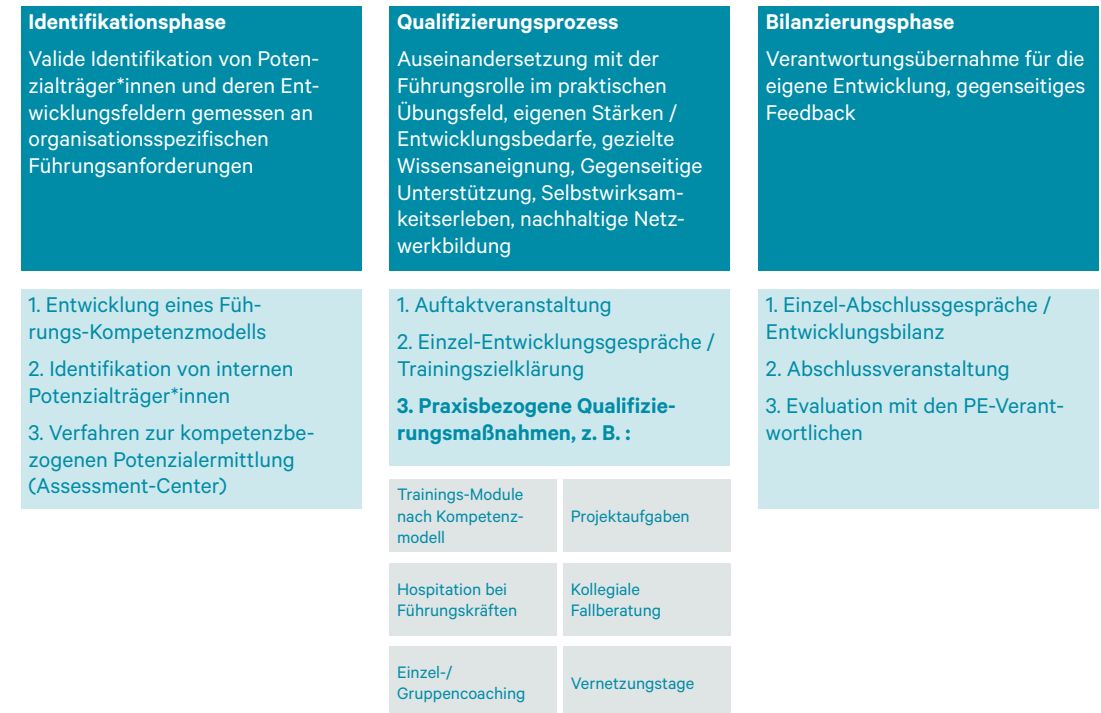 Identifikationsphase
Valide Identifikation von Poten-
zialträger*innen und deren Ent-
wicklungsfeldern gemessen an
organisationsspezifischen
Führungsanforderungen
1. Entwicklung eines Füh-
rungs-Kompetenzmodells
2. Identifikation von internen
Potenzialträger*innen
3. Verfahren zur kompetenzbe-
zogenen Potenzialermittlung
(Assessment-Center)
Qualifizierungsprozess
Auseinandersetzung mit der
Führungsrolle im praktischen
Übungsfeld, eigenen Stärken /
Entwicklungsbedarfe, gezielte
Wissensaneignung, Gegenseitige
Unterstützung, Selbstwirksam-
keitserleben, nachhaltige Netz-
werkbildung
1. Auftaktveranstaltung
2. Einzel-Entwicklungsgespräche /
Trainingszielklärung
3. Praxisbezogene Qualifizie-
rungsmaßnahmen, z. B. :
Trainings-Module
nach Kompetenz-
modell
Projektaufgaben
Hospitation bei
Führungskräften
Kollegiale
Fallberatung
Einzel-/
Gruppencoaching
Vernetzungstage
Bilanzierungsphase
Verantwortungsübernahme für die
eigene Entwicklung, gegenseitiges
Feedback
1. Einzel-Abschlussgespräche /
Entwicklungsbilanz
2. Abschlussveranstaltung
3. Evaluation mit den PE-Verant-
wortlichen